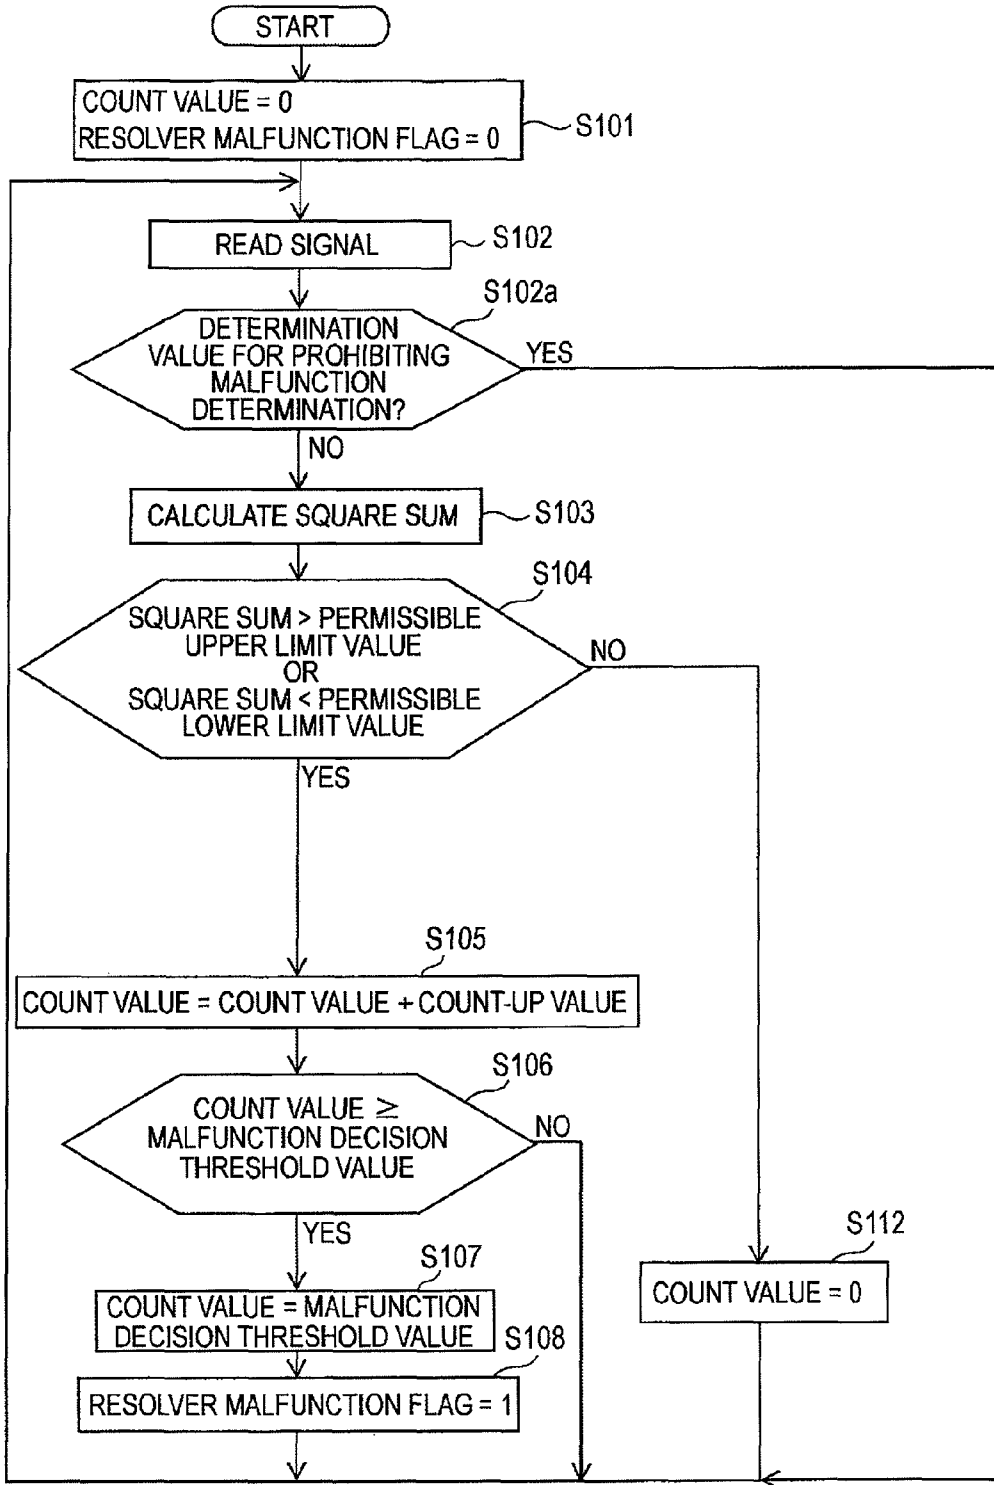 START
COUNT VALUE = 0
RESOLVER MALFUNCTION FLAG = 0
S101
READ SIGNAL
S102
S102a
DETERMINATION
VALUE FOR PROHIBITING
MALFUNCTION
DETERMINATION?
YES
NO
CALCULATE SQUARE SUM
S103
S104
SQUARE SUM > PERMISSIBLE
UPPER LIMIT VALUE
OR
SQUARE SUM < PERMISSIBLE
LOWER LIMIT VALUE
NO
YES
S105
COUNT VALUE = COUNT VALUE + COUNT-UP VALUE
S106
COUNT VALUE ≥
MALFUNCTION DECISION
THRESHOLD VALUE
NO
YES
S107
COUNT VALUE = MALFUNCTION
DECISION THRESHOLD VALUE
S108
RESOLVER MALFUNCTION FLAG = 1
S112
COUNT VALUE = 0